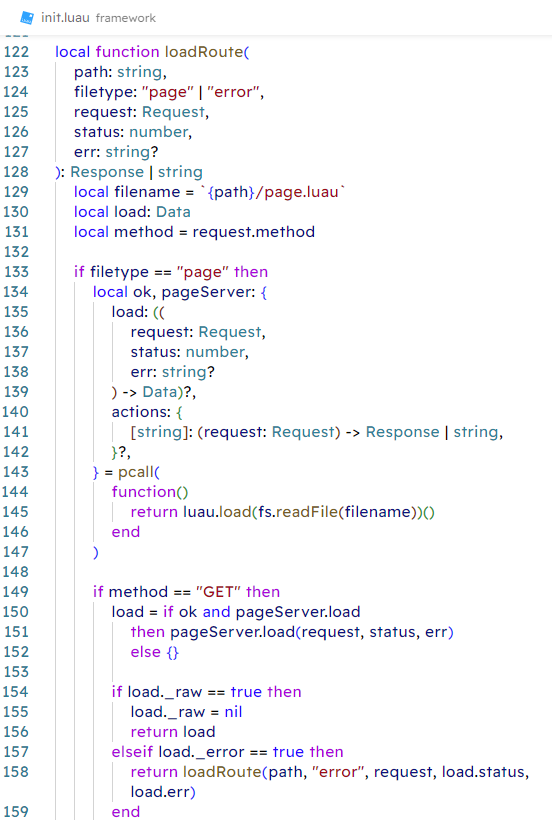 init.luau framework
122 local function loadRoute(
123 path: string,
124 filetype: "page" | "error",
125 request: Request,
126 status: number,
127 err: string?
128 ): Response | string
129 local filename = `{path}/page.luau`
130 local load: Data
131 local method = request.method
132
133 if filetype == "page" then
134 local ok, pageServer: {
135 load: ((
136 request: Request,
137 status: number,
138 err: string?
139 ) -> Data)?,
140 actions: {
141 [string]: (request: Request) -> Response | string,
142 }?,
143 } = pcall(
144 function()
145 return luau.load(fs.readFile(filename))()
146 end
147 )
148
149 if method == "GET" then
150 load = if ok and pageServer.load
151 then pageServer.load(request, status, err)
152 else {}
153
154 if load._raw == true then
155 load._raw = nil
156 return load
157 elseif load._error == true then
158 return loadRoute(path, "error", request, load.status,
load.err)
159 end